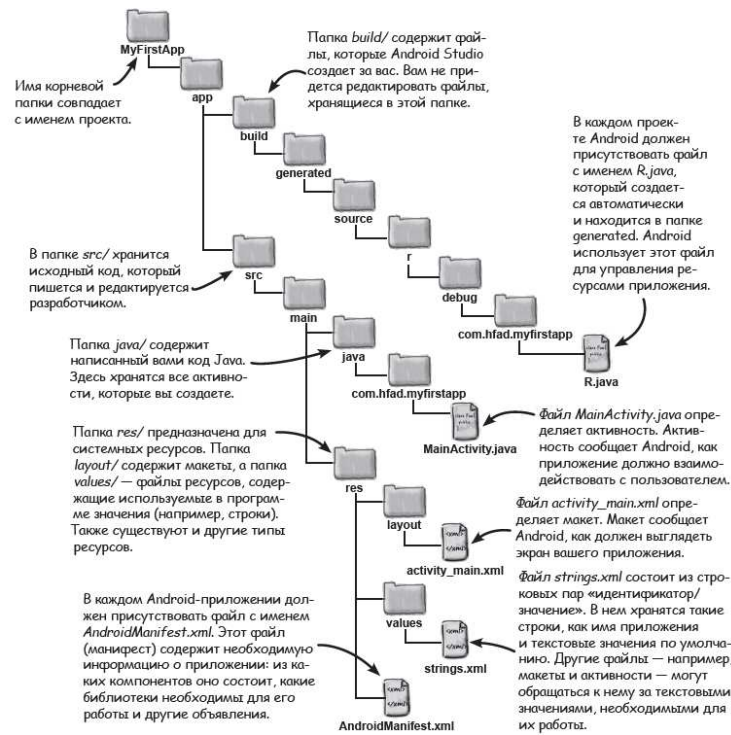 MyFirstApp
Имя корневой
папки совпадает
с именем проекта.
app
Папка build/ содержит фай-
лы, которые Android Studio
создает за вас. Вам не при-
дется редактировать файлы,
хранящиеся в этой папке.
build
generated
source
r
debug
com.hfad.myfirstapp
R.java
В каждом проек-
те Android должен
присутствовать файл
с именем R.java,
который создает-
ся автоматически
и находится в папке
generated. Android
использует этот файл
для управления ре-
сурсами приложения.
В папке src/ хранится
исходный код, который
пишется и редактируется
разработчиком.
src
main
Папка java/ содержит
написанный вами код Java.
Здесь хранятся все активно-
сти, которые вы создаете.
java
com.hfad.myfirstapp
MainActivity.java
Файл MainActivity.java опре-
деляет активность. Актив-
ность сообщает Android, как
приложение должно взаимо-
действовать с пользователем.
Папка res/ предназначена для
системных ресурсов. Папка
layout/ содержит макеты, а папка
values/ — файлы ресурсов, содер-
жащие используемые в програм-
ме значения (например, строки).
Также существуют и другие типы
ресурсов.
res
layout
<xml>
</xml>
activity_main.xml
Файл activity_main.xml опре-
деляет макет. Макет сообщает
Android, как должен выглядеть
экран вашего приложения.
values
<xml>
</xml>
strings.xml
Файл strings.xml состоит из стро-
ковых пар «идентификатор/
значение». В нем хранятся такие
строки, как имя приложения
и текстовые значения по умолча-
нию. Другие файлы — например,
макеты и активности — могут
обращаться к нему за текстовыми
значениями, необходимыми для
их работы.
В каждом Android-приложении дол-
жен присутствовать файл с именем
AndroidManifest.xml. Этот файл
(манифест) содержит необходимую
информацию о приложении: из ка-
ких компонентов оно состоит, какие
библиотеки необходимы для его
работы и другие объявления.
<xml>
</xml>
AndroidManifest.xml